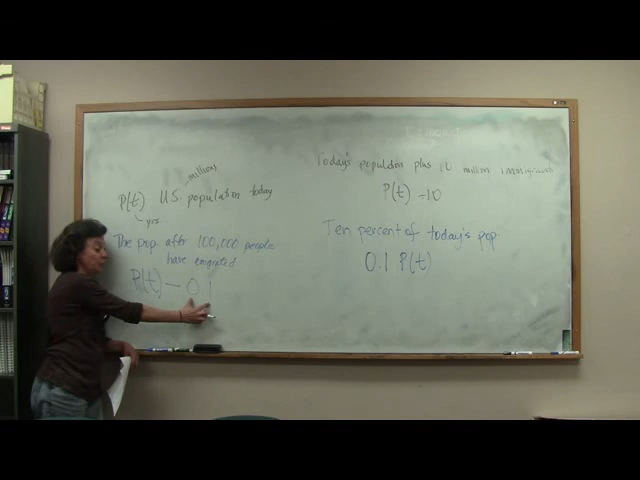 millions
P(t) U.S. population today
yrs
The pop. after 100,000 people
have emigrated
P(t) — 0.1
Today's population plus 10 million immigrants
P(t) +10
Ten percent of today's pop
0.1 P(t)